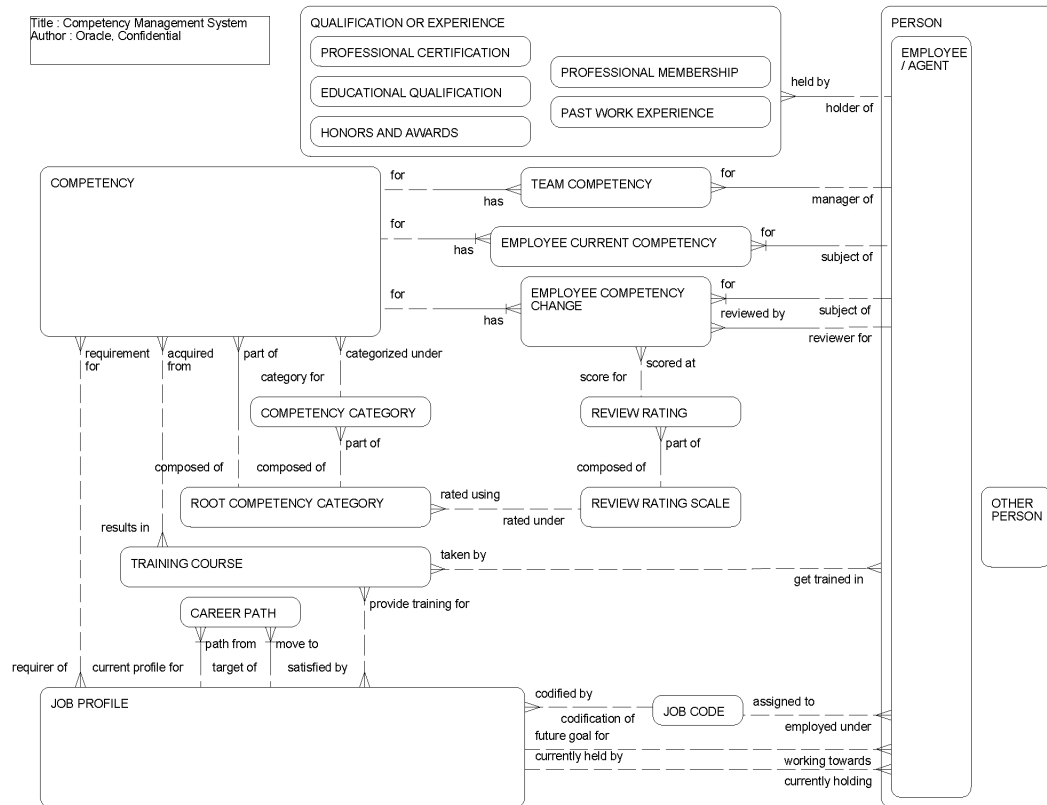 Title : Competency Management System
Author : Oracle, Confidential
QUALIFICATION OR EXPERIENCE
PROFESSIONAL CERTIFICATION
EDUCATIONAL QUALIFICATION
HONORS AND AWARDS
PROFESSIONAL MEMBERSHIP
PAST WORK EXPERIENCE
held by
holder of
PERSON
EMPLOYEE
/ AGENT
COMPETENCY
for
has
TEAM COMPETENCY
for
manager of
for
has
EMPLOYEE CURRENT COMPETENCY
for
subject of
for
has
EMPLOYEE COMPETENCY
CHANGE
for
subject of
reviewed by
reviewer for
requirement
for
acquired
from
part of
categorized under
category for
scored at
score for
COMPETENCY CATEGORY
REVIEW RATING
part of
part of
composed of
composed of
composed of
ROOT COMPETENCY CATEGORY
rated using
rated under
REVIEW RATING SCALE
OTHER
PERSON
results in
TRAINING COURSE
taken by
get trained in
provide training for
CAREER PATH
path from
move to
requirer of
current profile for
target of
satisfied by
JOB PROFILE
codified by
codification of
JOB CODE
assigned to
employed under
future goal for
working towards
currently held by
currently holding